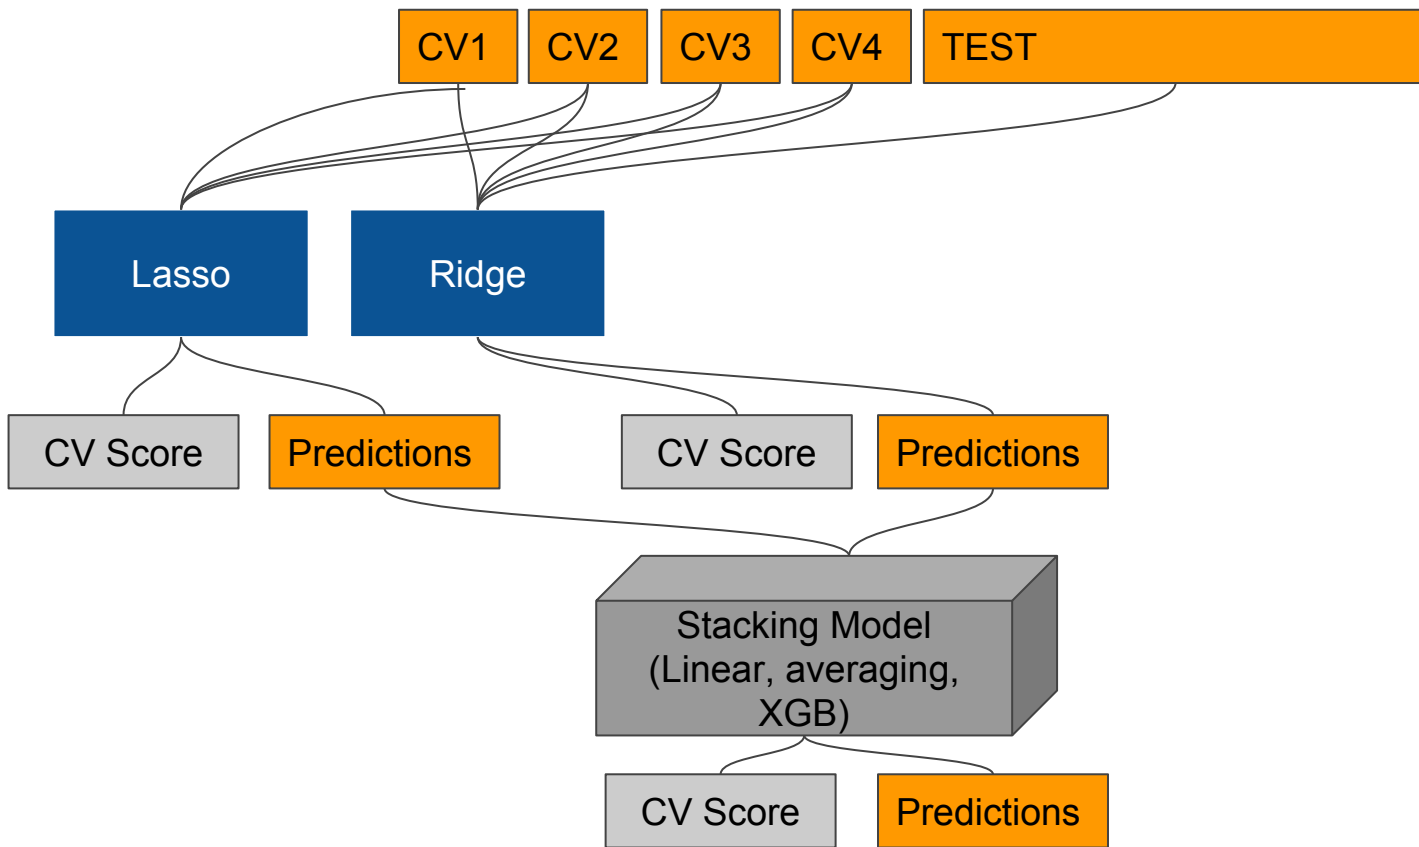 CV1
CV2
CV3
CV4
TEST
Lasso
Ridge
CV Score
Predictions
CV Score
Predictions
Stacking Model
(Linear, averaging,
XGB)
CV Score
Predictions